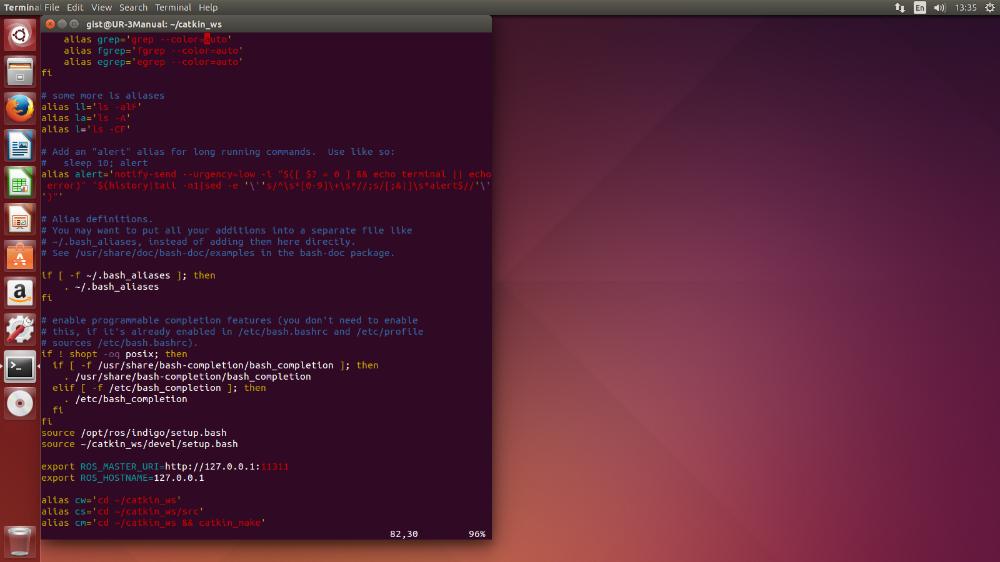 Terminal File Edit View Search Terminal Help
En 13:35
gist@UR-3Manual: ~/catkin_ws
    alias grep='grep --color=auto'
    alias fgrep='fgrep --color=auto'
    alias egrep='egrep --color=auto'
fi
# some more ls aliases
alias ll='ls -alF'
alias la='ls -A'
alias l='ls -CF'
# Add an "alert" alias for long running commands.  Use like so:
#   sleep 10; alert
alias alert='notify-send --urgency=low -i "$([ $? = 0 ] && echo terminal || echo
 error)" "$(history|tail -n1|sed -e '\''s/^\s*[0-9]\+\s*//;s/[;&|]\s*alert$//'\'
')"'
# Alias definitions.
# You may want to put all your additions into a separate file like
# ~/.bash_aliases, instead of adding them here directly.
# See /usr/share/doc/bash-doc/examples in the bash-doc package.
if [ -f ~/.bash_aliases ]; then
    . ~/.bash_aliases
fi
# enable programmable completion features (you don't need to enable
# this, if it's already enabled in /etc/bash.bashrc and /etc/profile
# sources /etc/bash.bashrc).
if ! shopt -oq posix; then
  if [ -f /usr/share/bash-completion/bash_completion ]; then
    . /usr/share/bash-completion/bash_completion
  elif [ -f /etc/bash_completion ]; then
    . /etc/bash_completion
  fi
fi
source /opt/ros/indigo/setup.bash
source ~/catkin_ws/devel/setup.bash
export ROS_MASTER_URI=http://127.0.0.1:11311
export ROS_HOSTNAME=127.0.0.1
alias cw='cd ~/catkin_ws'
alias cs='cd ~/catkin_ws/src'
alias cm='cd ~/catkin_ws && catkin_make'
82,30 96%